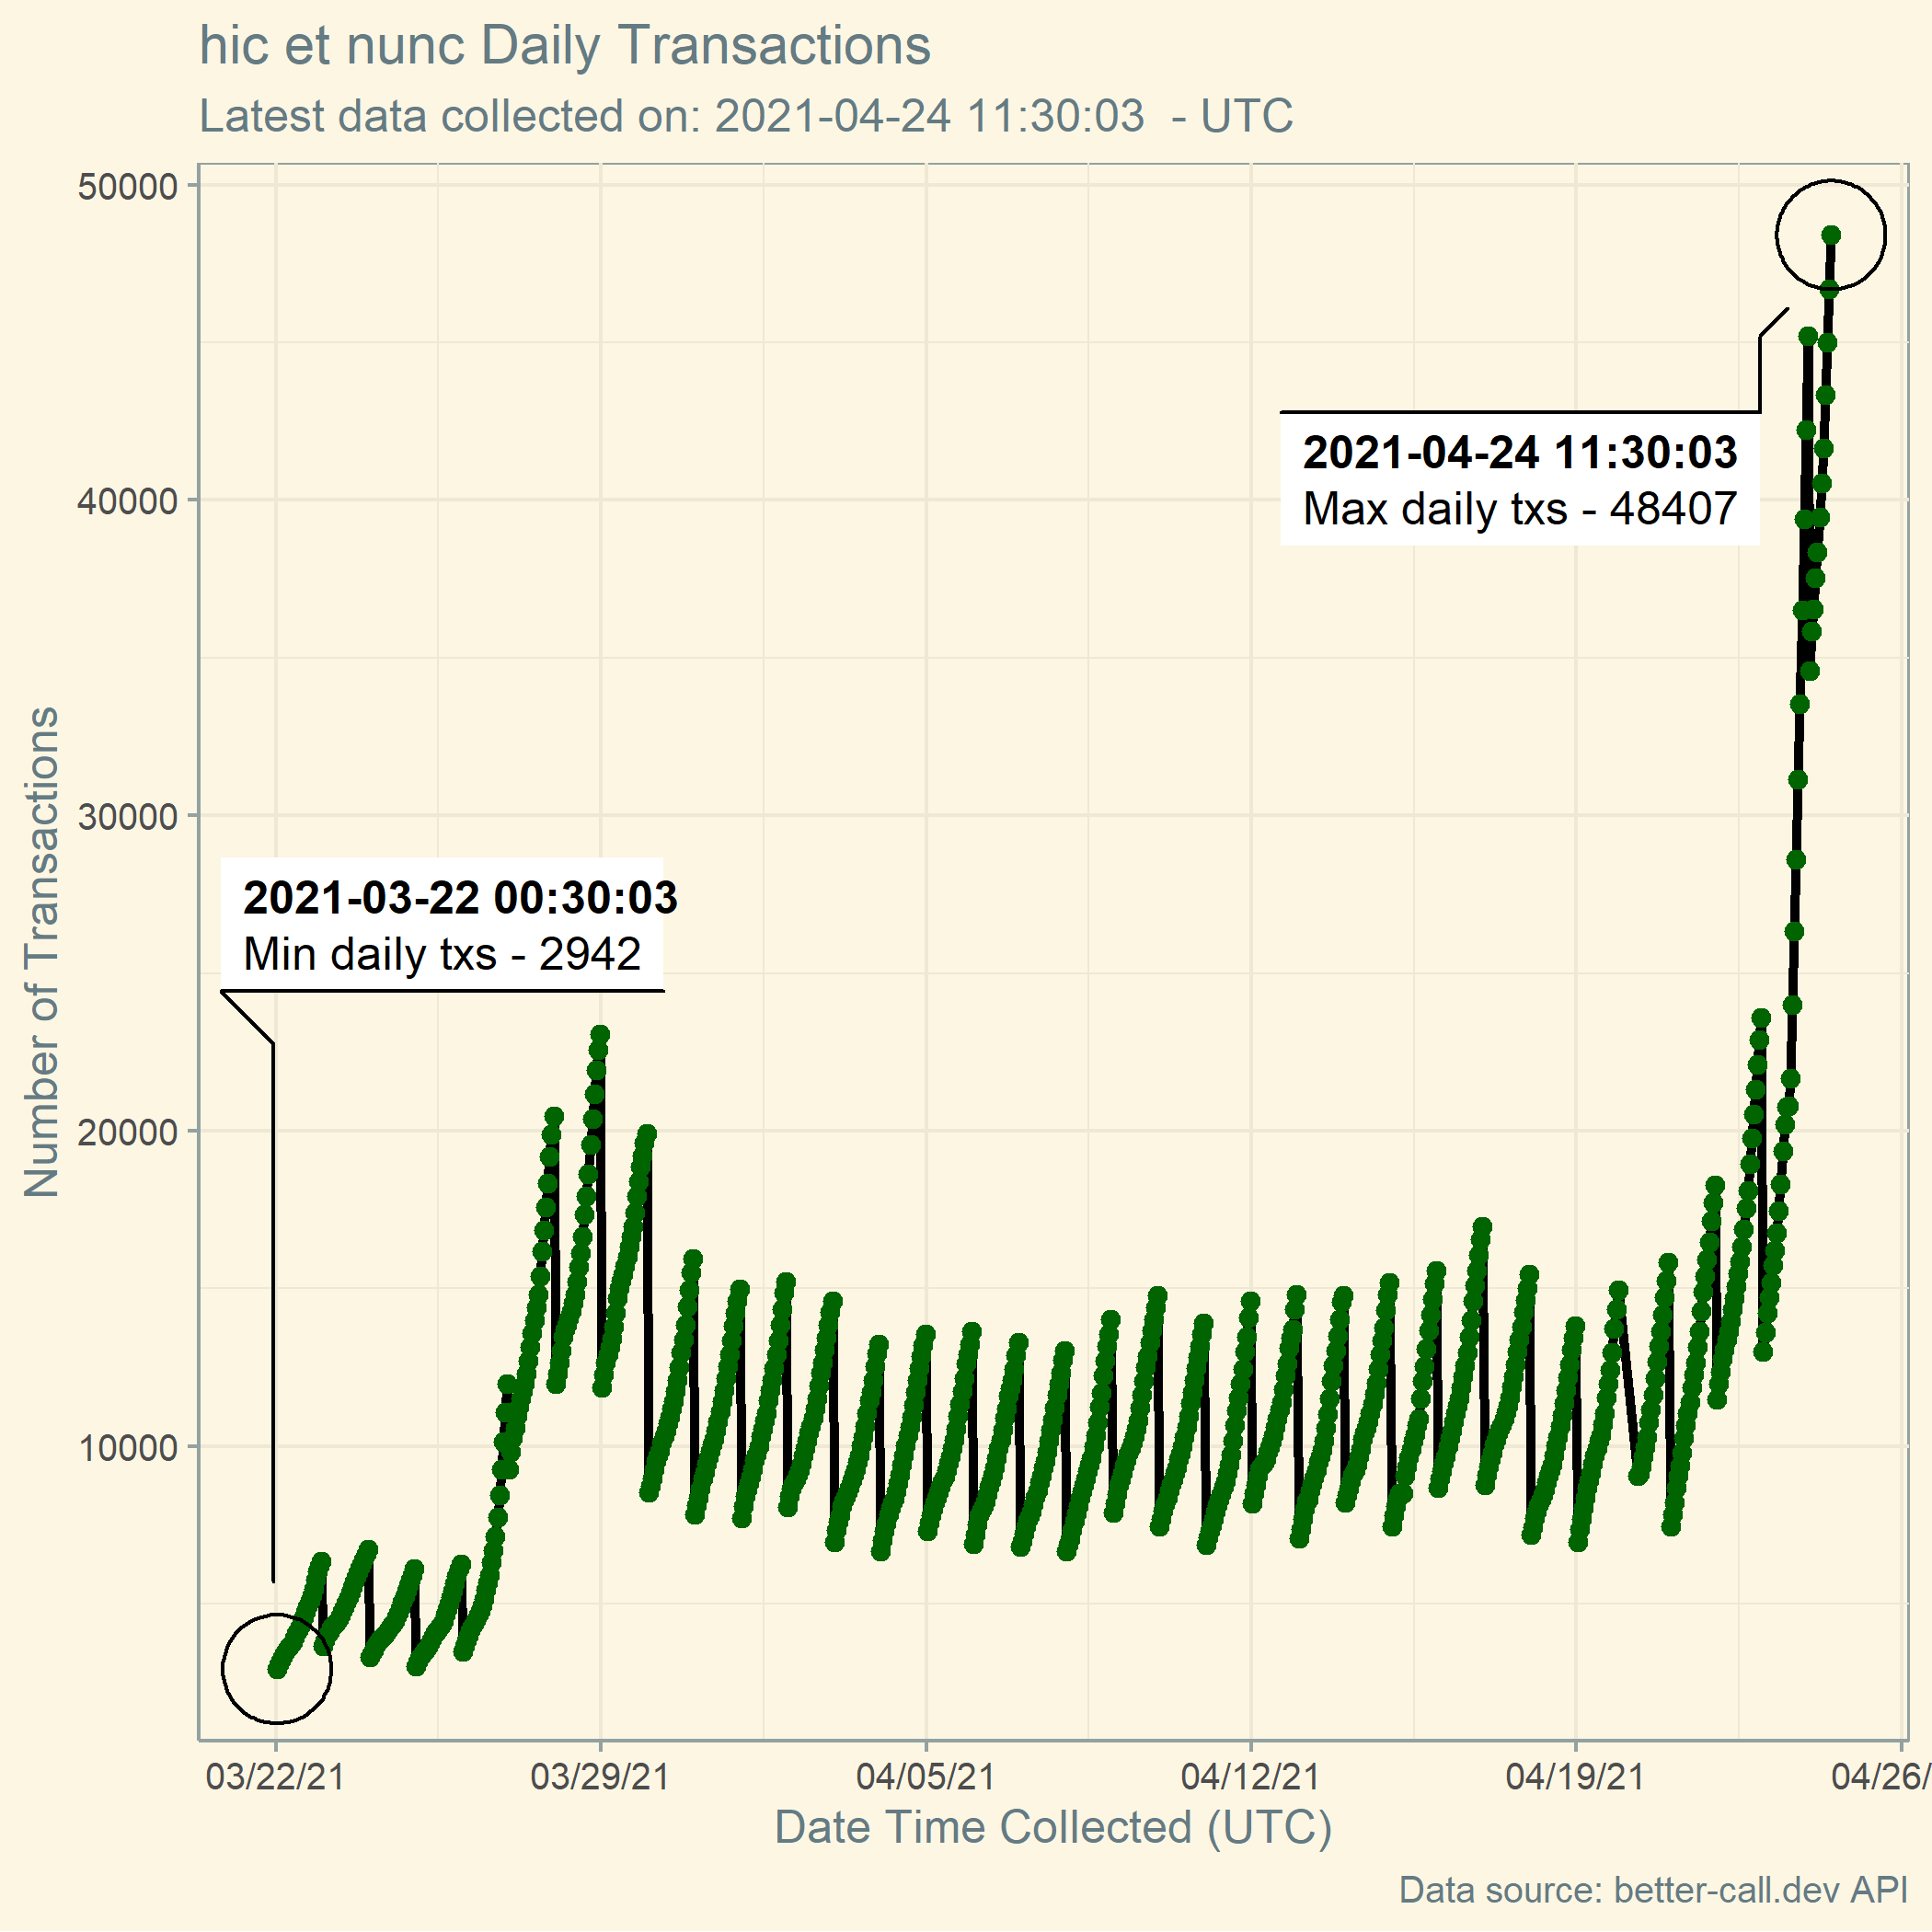 hic et nunc Daily Transactions
Latest data collected on: 2021-04-24 11:30:03  - UTC
50000
40000
30000
20000
10000
Number of Transactions
2021-04-24 11:30:03
Max daily txs - 48407
2021-03-22 00:30:03
Min daily txs - 2942
03/22/21 03/29/21 04/05/21 04/12/21 04/19/21 04/26/
Date Time Collected (UTC)
Data source: better-call.dev API